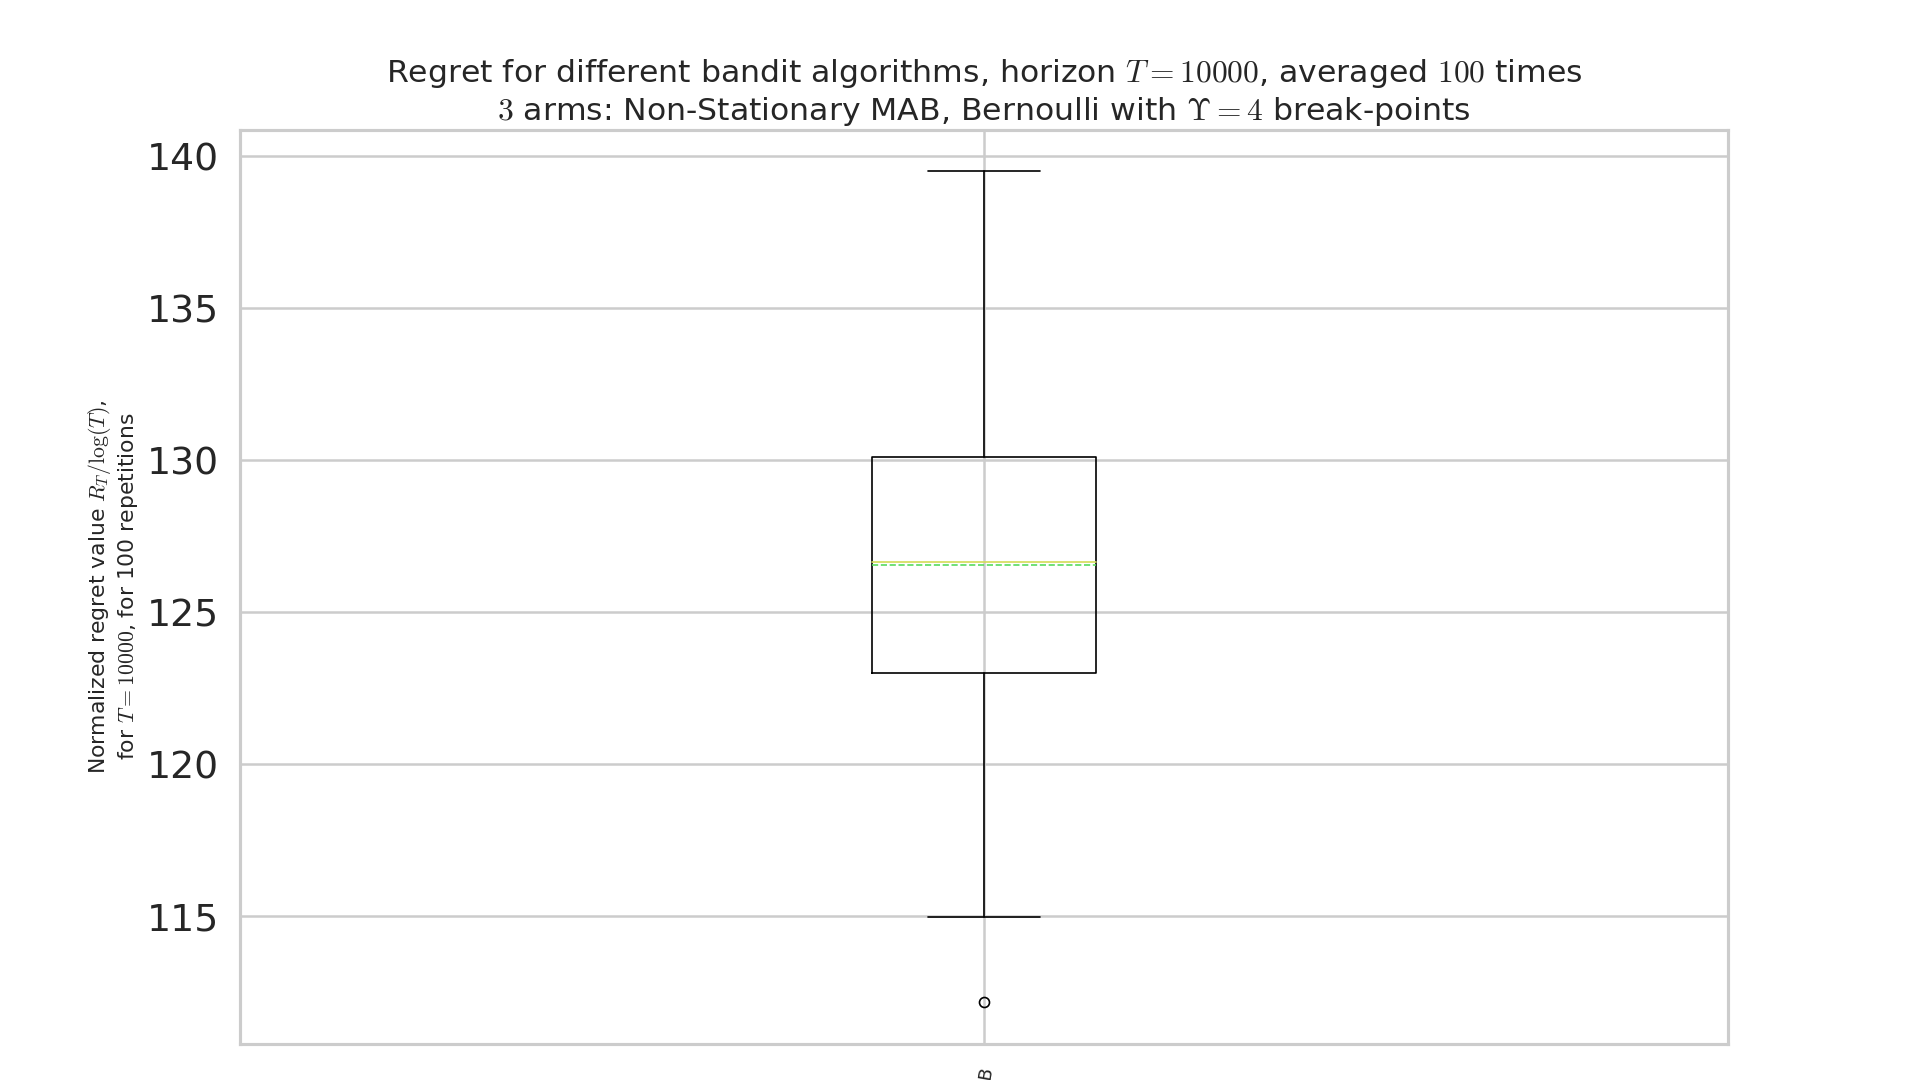 Regret for different bandit algorithms, horizon T = 10000, averaged 100 times
3 arms: Non-Stationary MAB, Bernoulli with ϒ = 4 break-points
140
135
130
125
120
115
Normalized regret value R_T/log(T),
for T = 10000, for 100 repetitions
B